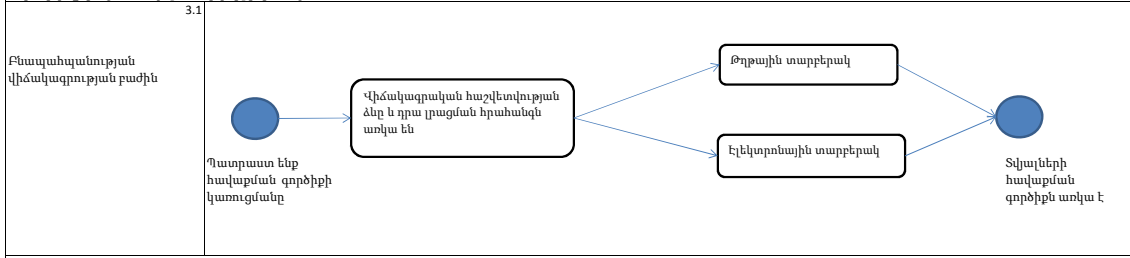 3.1
Բնապահպանության
վիճակագրության բաժին
Վիճակագրական հաշվետվության
ձևը և դրա լրացման հրահանգն
առկա են
Թղթային տարբերակ
Էլեկտրոնային տարբերակ
Պատրաստ ենք
հավաքման գործիքի
կառուցմանը
Տվյալների
հավաքման
գործիքն առկա է